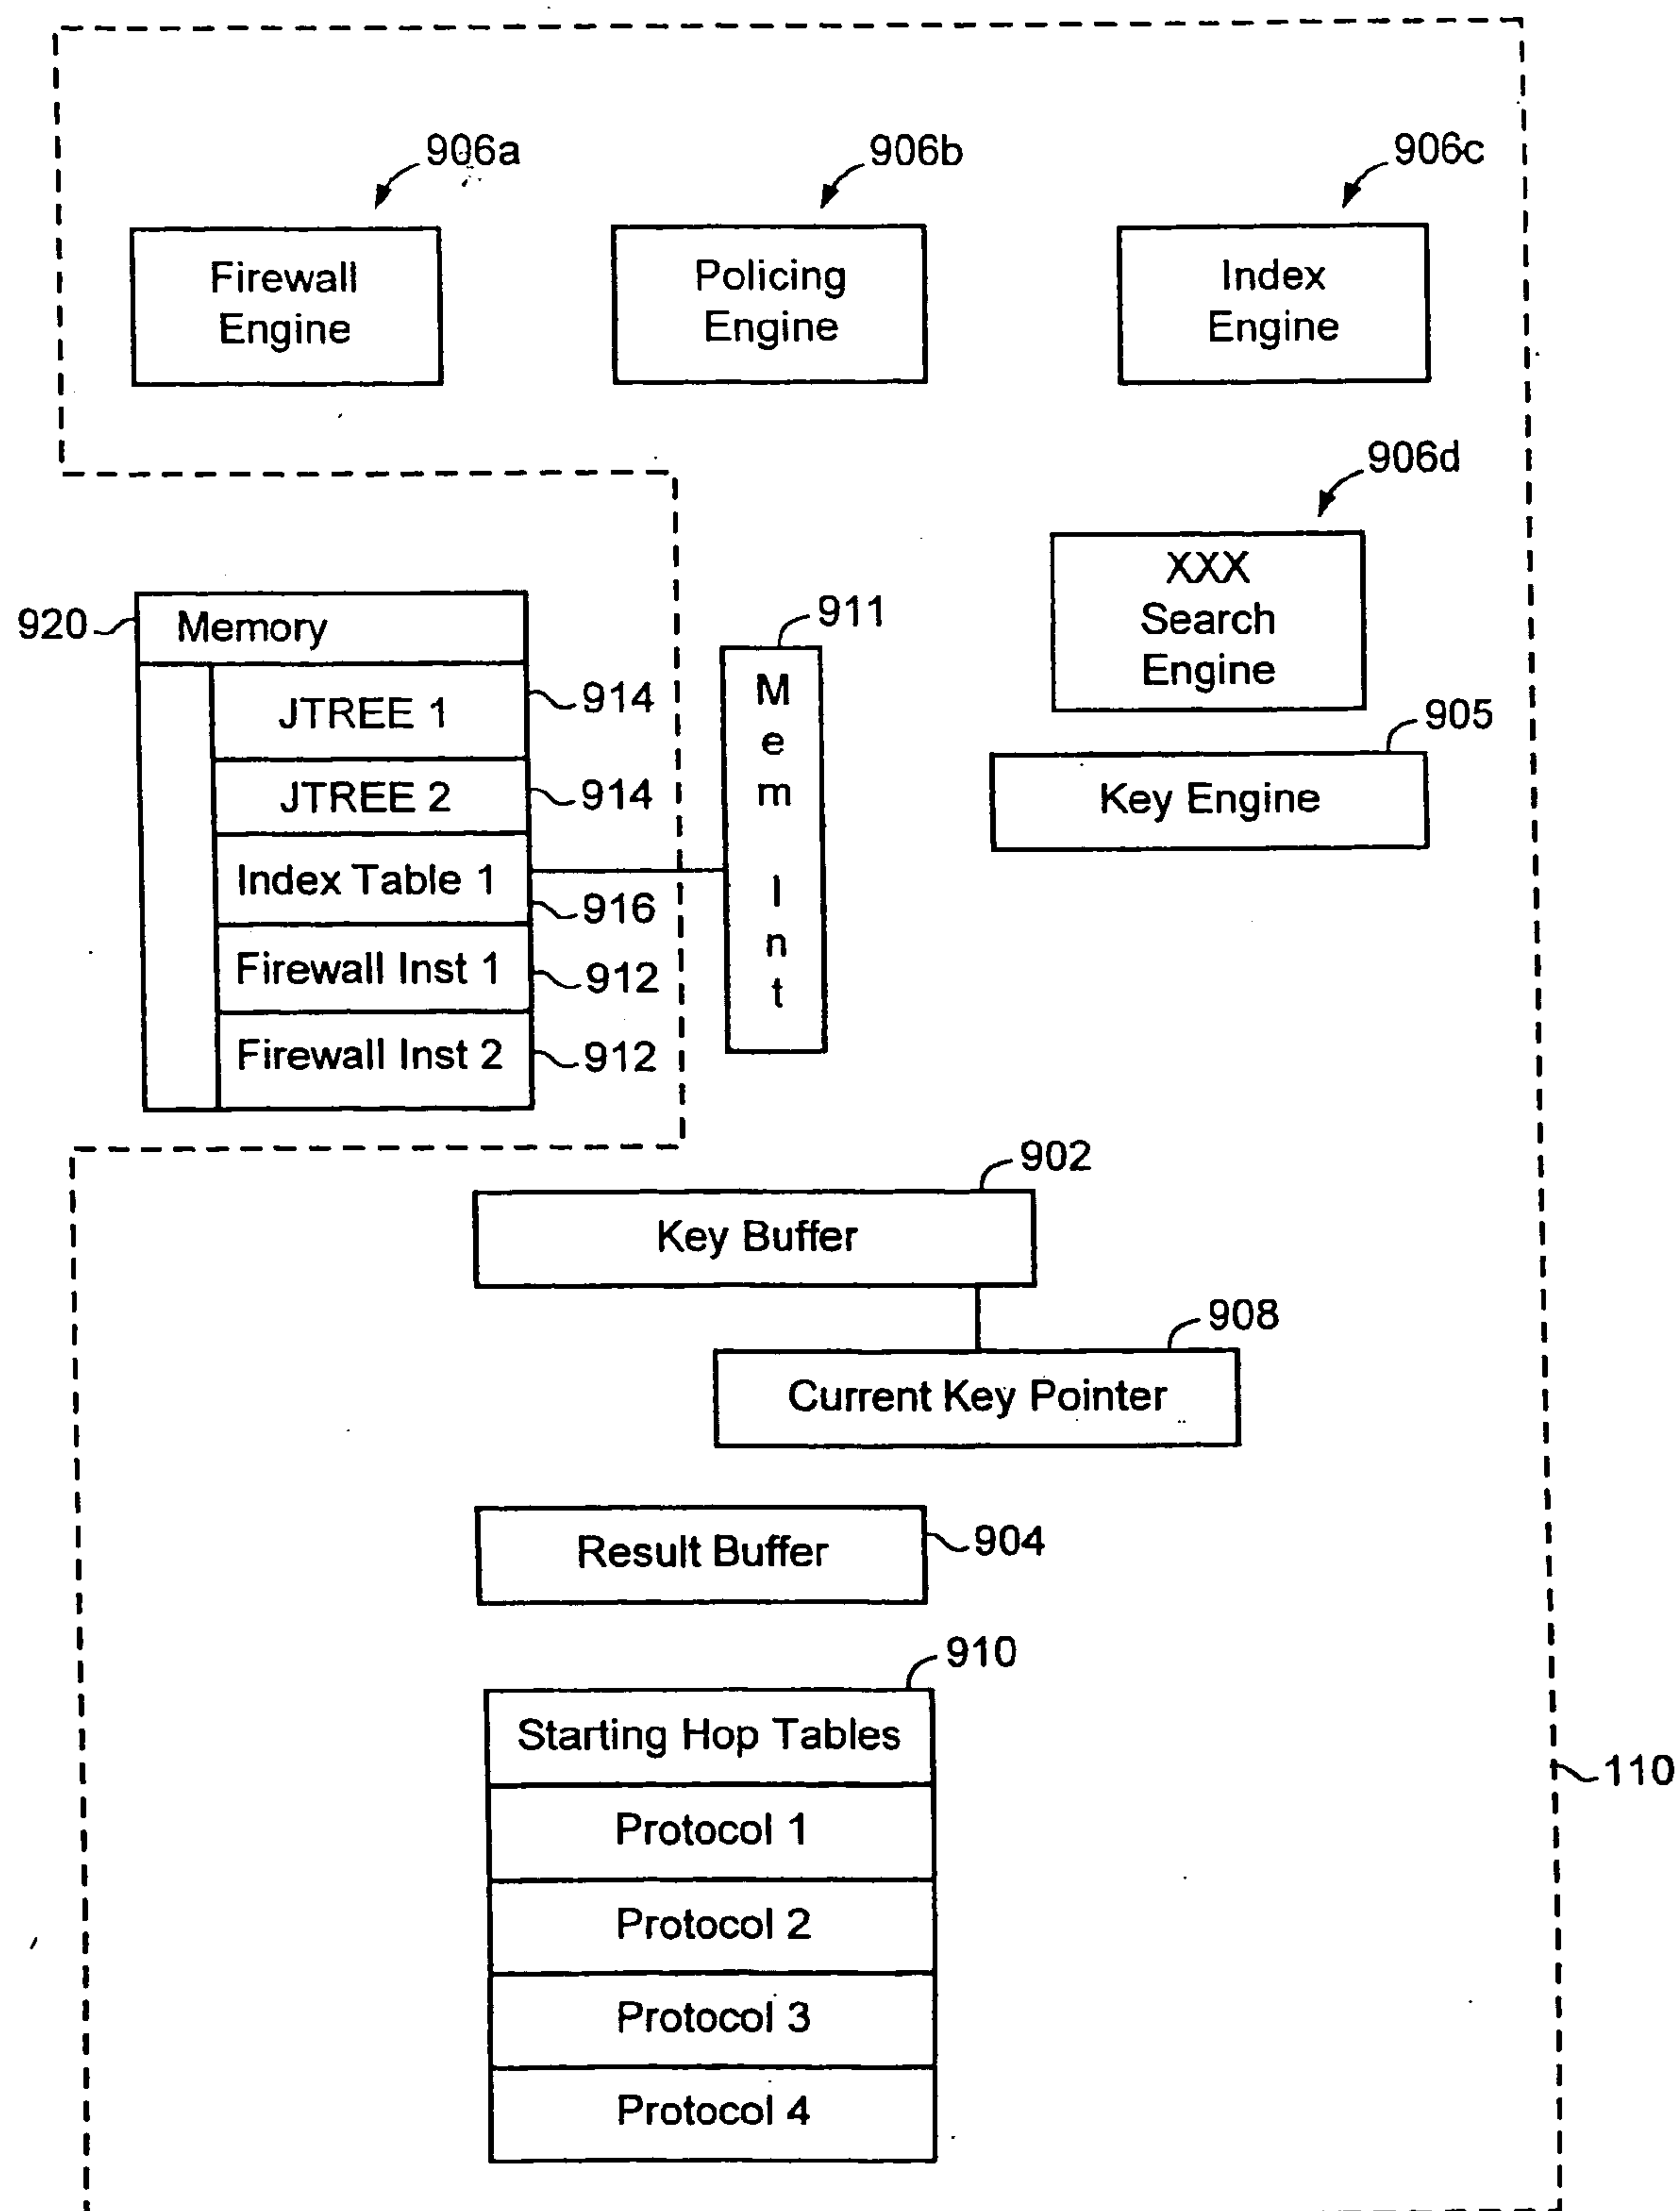 906a
906b
906c
Firewall
Engine
Policing
Engine
Index
Engine
906d
XXX
Search
Engine
920
Memory
JTREE 1
914
JTREE 2
914
Index Table 1
916
Firewall Inst 1
912
Firewall Inst 2
912
911
M
e
m
I
n
t
905
Key Engine
902
Key Buffer
908
Current Key Pointer
Result Buffer
904
910
Starting Hop Tables
Protocol 1
Protocol 2
Protocol 3
Protocol 4
110